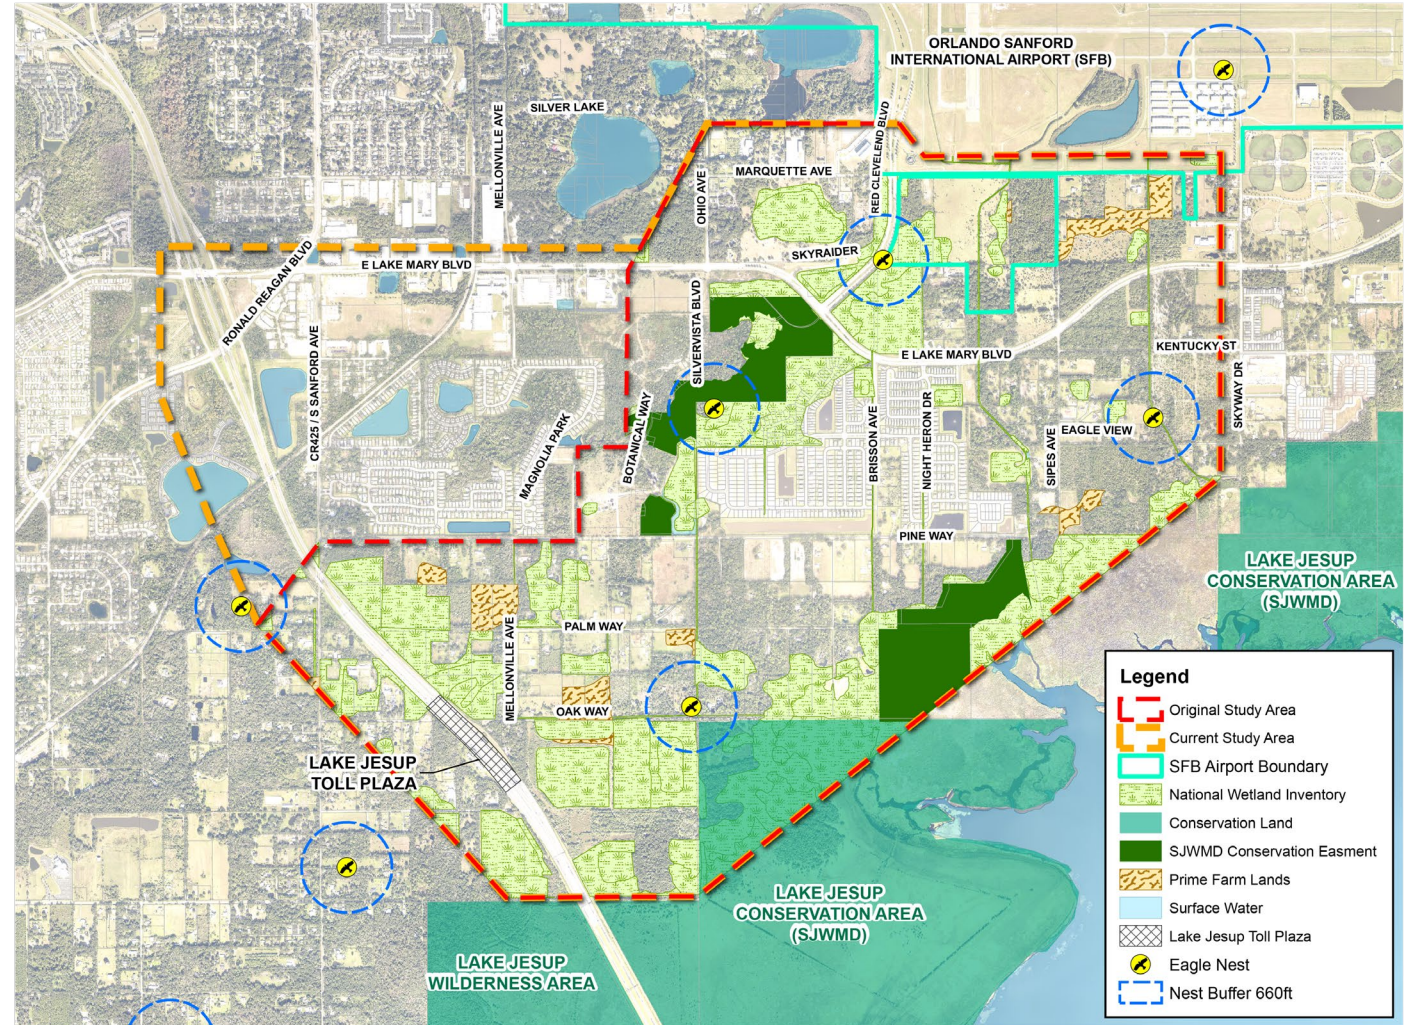 ORLANDO SANFORD
INTERNATIONAL AIRPORT (SFB)
SILVER LAKE
MELLONVILLE AVE
RED CLEVELEND BLVD
MARQUETTE AVE
OHIO AVE
SKYRAIDER
E LAKE MARY BLVD
RONALD REAGAN BLVD
SILVERVISTA BLVD
CR425 / S SANFORD AVE
E LAKE MARY BLVD
KENTUCKY ST
SKYWAY DR
BOTANICAL WAY
MAGNOLIA PARK
BRISSON AVE
NIGHT HERON DR
SIPES AVE
EAGLE VIEW
PINE WAY
LAKE JESUP
CONSERVATION AREA
(SJWMD)
PALM WAY
MELLONVILLE AVE
OAK WAY
LAKE JESUP
TOLL PLAZA
LAKE JESUP
CONSERVATION AREA
(SJWMD)
LAKE JESUP
WILDERNESS AREA
Legend
Original Study Area
Current Study Area
SFB Airport Boundary
National Wetland Inventory
Conservation Land
SJWMD Conservation Easment
Prime Farm Lands
Surface Water
Lake Jesup Toll Plaza
Eagle Nest
Nest Buffer 660ft